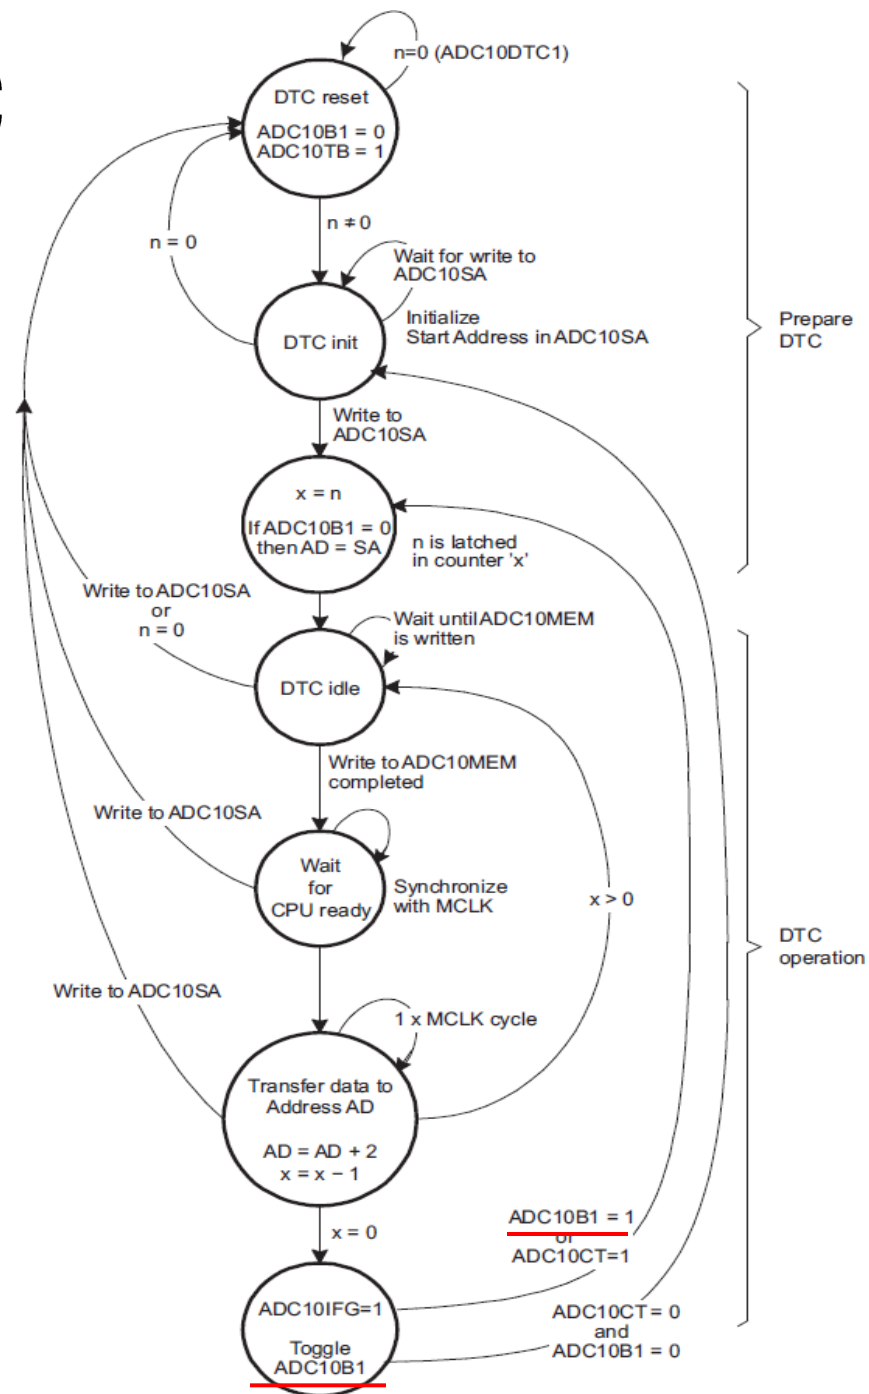 n=0 (ADC10DTC1)
DTC reset
ADC10B1 = 0
ADC10TB = 1
n ≠ 0
n = 0
Wait for write to
ADC10SA
Initialize
Start Address in ADC10SA
DTC init
Prepare
DTC
Write to
ADC10SA
x = n
If ADC10B1 = 0
then AD = SA
n is latched
in counter 'x'
Write to ADC10SA
or
n = 0
Wait until ADC10MEM
is written
DTC idle
Write to ADC10MEM
completed
Write to ADC10SA
Wait
for
CPU ready
Synchronize
with MCLK
x > 0
DTC
operation
Write to ADC10SA
1 x MCLK cycle
Transfer data to
Address AD
AD = AD + 2
x = x − 1
x = 0
ADC10B1 = 1
or
ADC10CT=1
ADC10IFG=1
Toggle
ADC10B1
ADC10CT = 0
and
ADC10B1 = 0